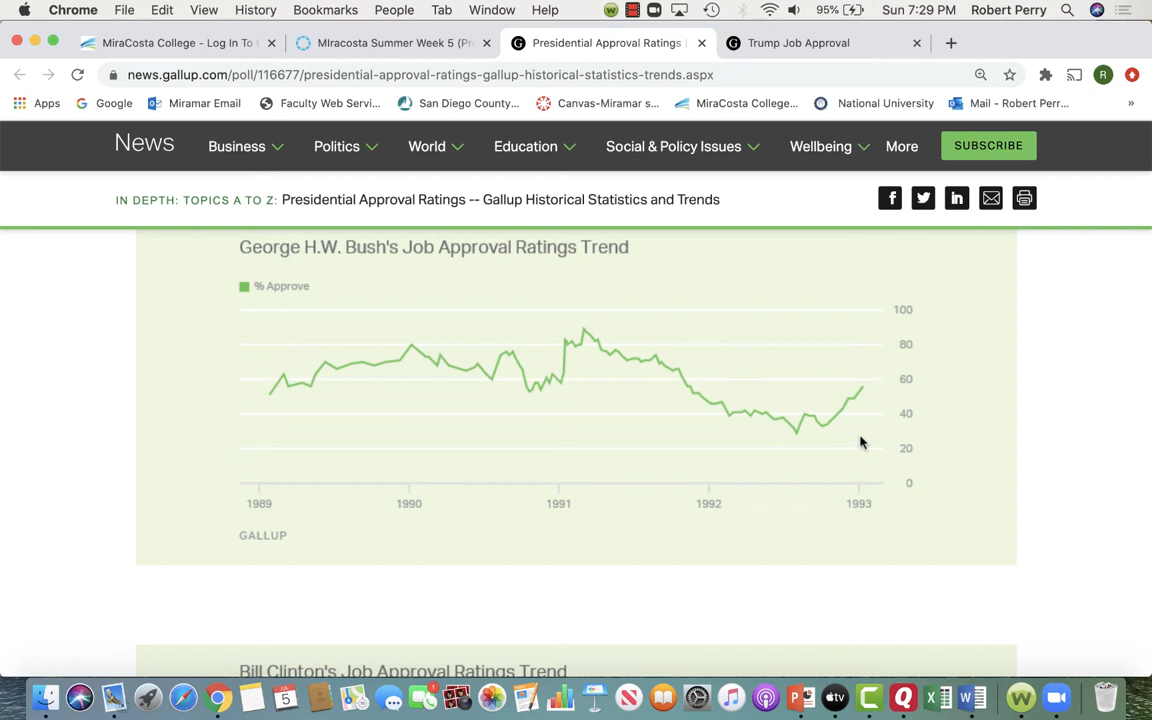 Chrome File Edit View History Bookmarks People Tab Window Help 95% Sun 7:29 PM Robert Perry
MiraCosta College - Log In To MIracosta Summer Week 5 (Pr Presidential Approval Ratings Trump Job Approval
news.gallup.com/poll/116677/presidential-approval-ratings-gallup-historical-statistics-trends.aspx R
Apps Google Miramar Email Faculty Web Servi... San Diego County... Canvas-Miramar s... MiraCosta College... National University Mail - Robert Perr... »
News Business Politics World Education Social & Policy Issues Wellbeing More SUBSCRIBE
IN DEPTH: TOPICS A TO Z: Presidential Approval Ratings -- Gallup Historical Statistics and Trends
George H.W. Bush's Job Approval Ratings Trend
% Approve
100
80
60
40
20
0
1989 1990 1991 1992 1993
GALLUP
Bill Clinton's Job Approval Ratings Trend